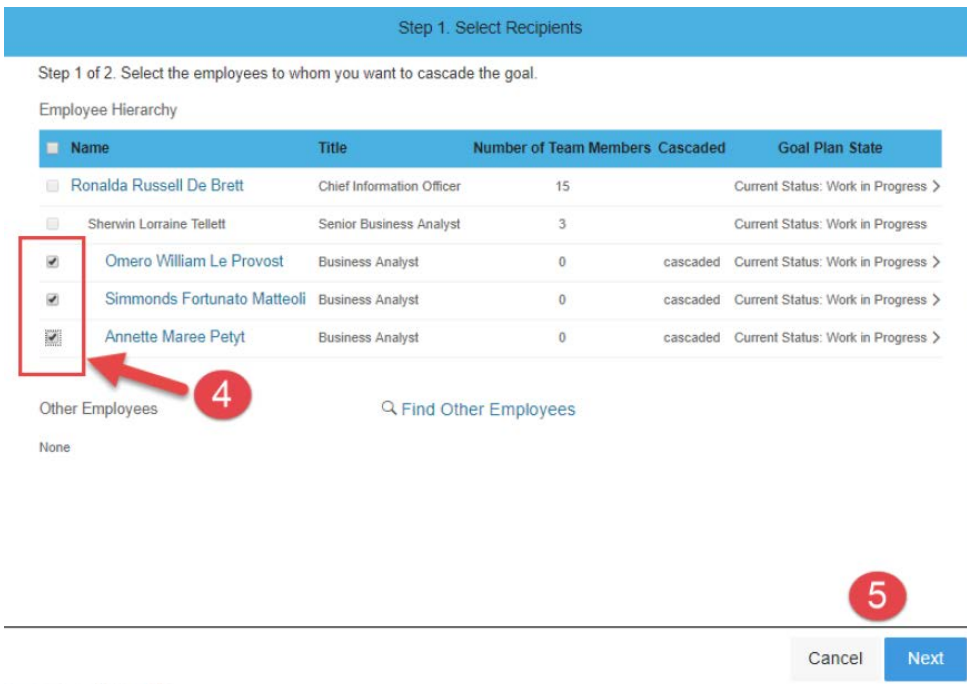 Step 1. Select Recipients
Step 1 of 2. Select the employees to whom you want to cascade the goal.
Employee Hierarchy
Name Title Number of Team Members Cascaded Goal Plan State
Ronalda Russell De Brett Chief Information Officer 15 Current Status: Work in Progress >
Sherwin Lorraine Tellett Senior Business Analyst 3 Current Status: Work in Progress
Omero William Le Provost Business Analyst 0 cascaded Current Status: Work in Progress >
Simmonds Fortunato Matteoli Business Analyst 0 cascaded Current Status: Work in Progress >
Annette Maree Petyt Business Analyst 0 cascaded Current Status: Work in Progress >
4
Other Employees Find Other Employees
None
5
Cancel Next